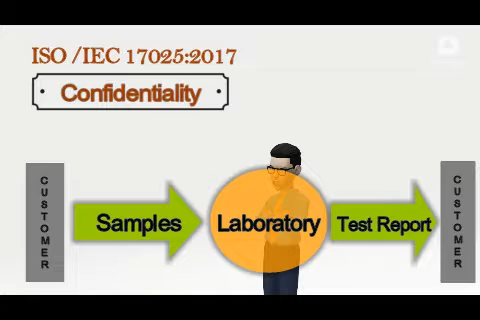 ISO /IEC 17025:2017
Confidentiality
CUSTOMER
Samples
Laboratory
Test Report
CUSTOMER